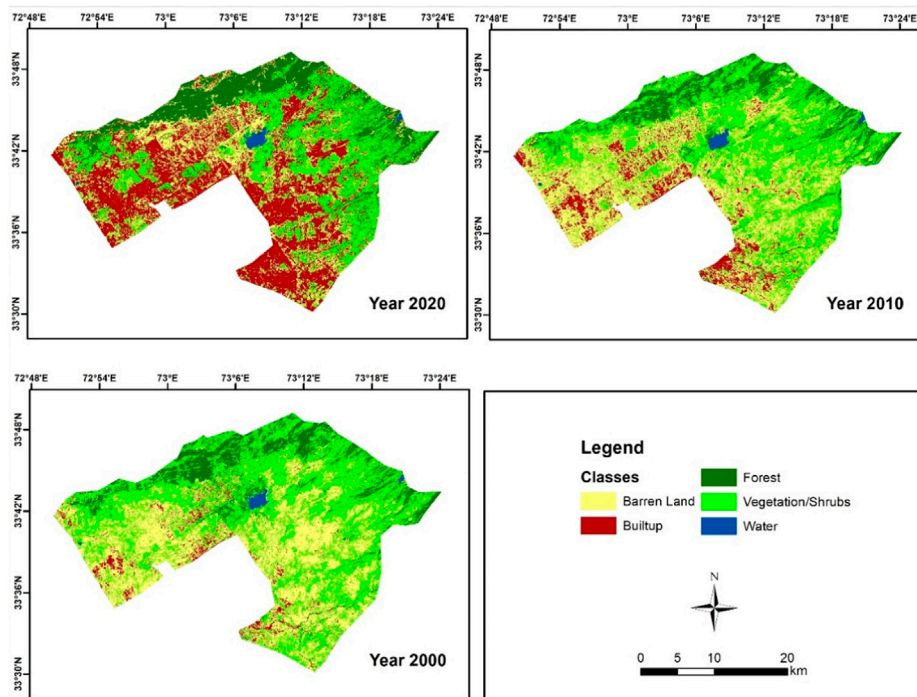 72°48'E 72°54'E 73°0'E 73°6'E 73°12'E 73°18'E 73°24'E
33°48'N
33°42'N
33°36'N
33°30'N
Year 2020
72°48'E 72°54'E 73°0'E 73°6'E 73°12'E 73°18'E 73°24'E
33°48'N
33°42'N
33°36'N
33°30'N
Year 2010
72°48'E 72°54'E 73°0'E 73°6'E 73°12'E 73°18'E 73°24'E
33°48'N
33°42'N
33°36'N
33°30'N
Year 2000
Legend
Classes
Barren Land
Builtup
Forest
Vegetation/Shrubs
Water
N
0 5 10 20
km